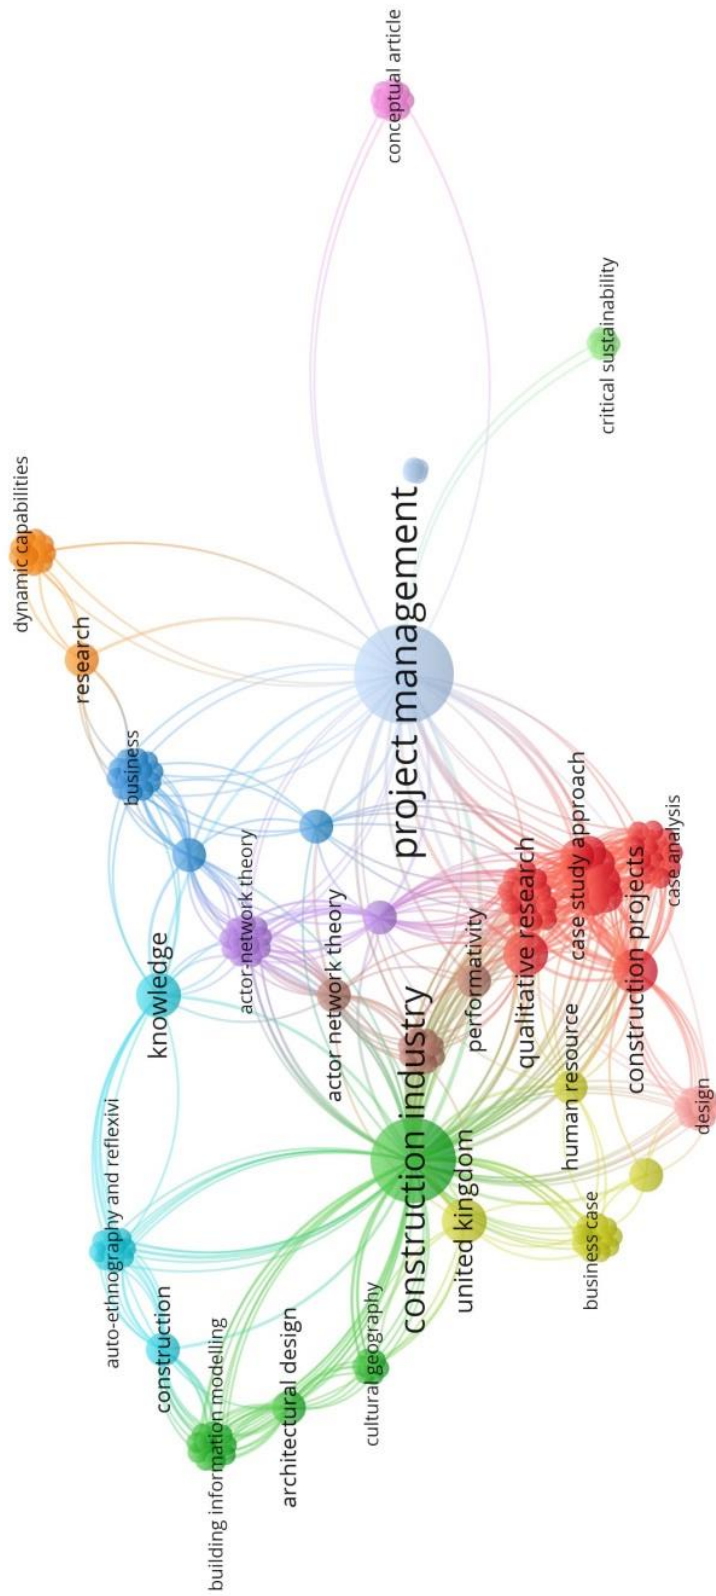 dynamic capabilities
research
auto-ethnography and reflexivi
business
knowledge
construction
building information modelling
actor-network theory
architectural design
actor network theory
cultural geography
conceptual article
project management
construction industry
united kingdom
performativity
qualitative research
human resource
case study approach
business case
critical sustainability
construction projects
case analysis
design